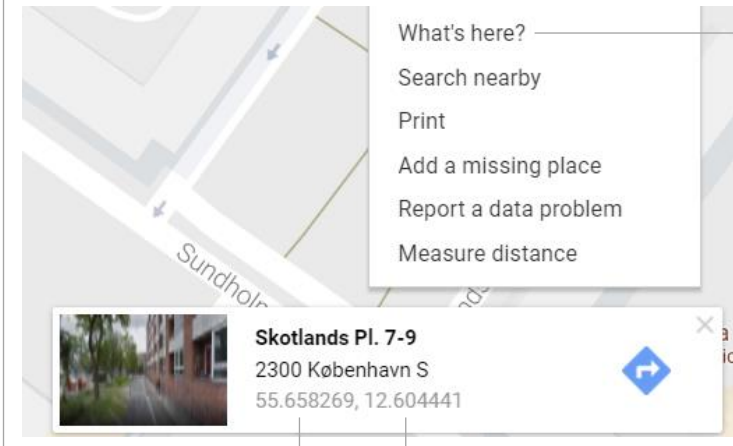 What's here?
Search nearby
Print
Add a missing place
Report a data problem
Measure distance
Skotlands Pl. 7-9
2300 København S
55.658269, 12.604441